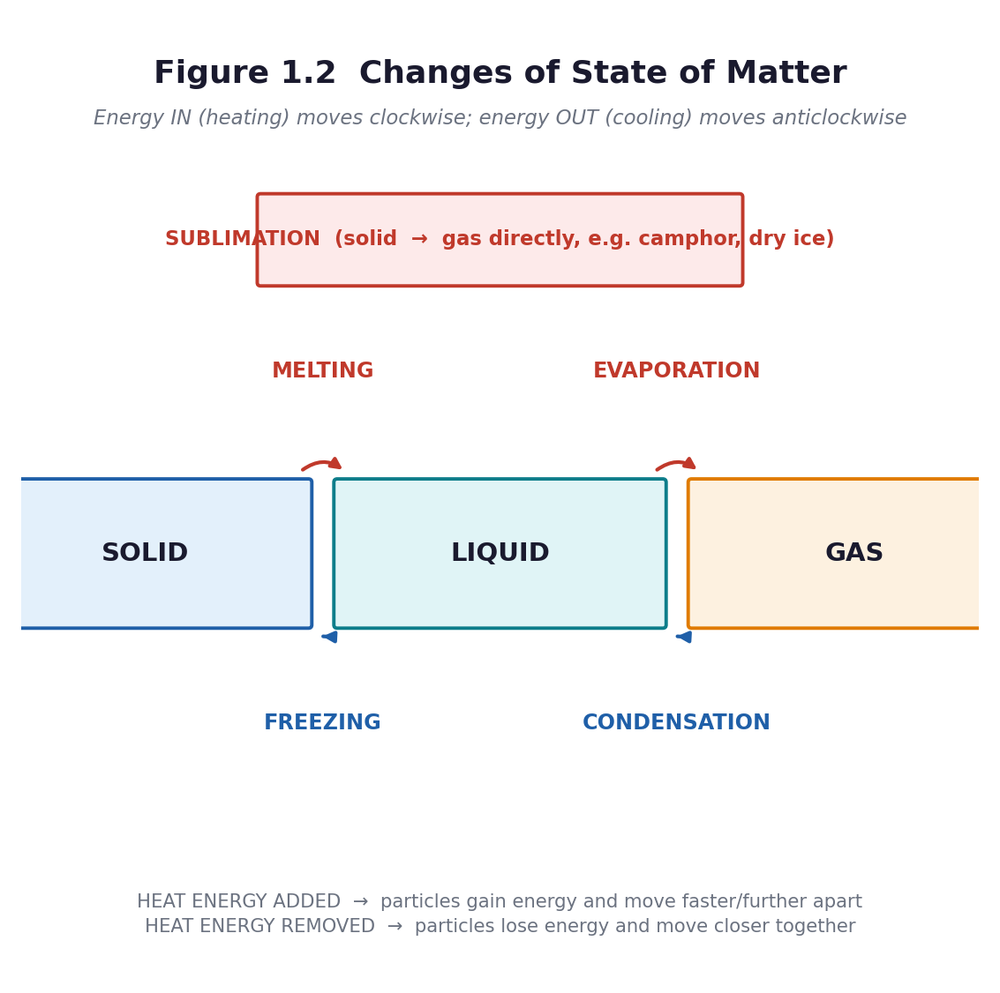 Figure 1.2  Changes of State of Matter
Energy IN (heating) moves clockwise; energy OUT (cooling) moves anticlockwise
SUBLIMATION  (solid  →  gas directly, e.g. camphor, dry ice)
MELTING
EVAPORATION
SOLID
LIQUID
GAS
FREEZING
CONDENSATION
HEAT ENERGY ADDED  →  particles gain energy and move faster/further apart
HEAT ENERGY REMOVED  →  particles lose energy and move closer together